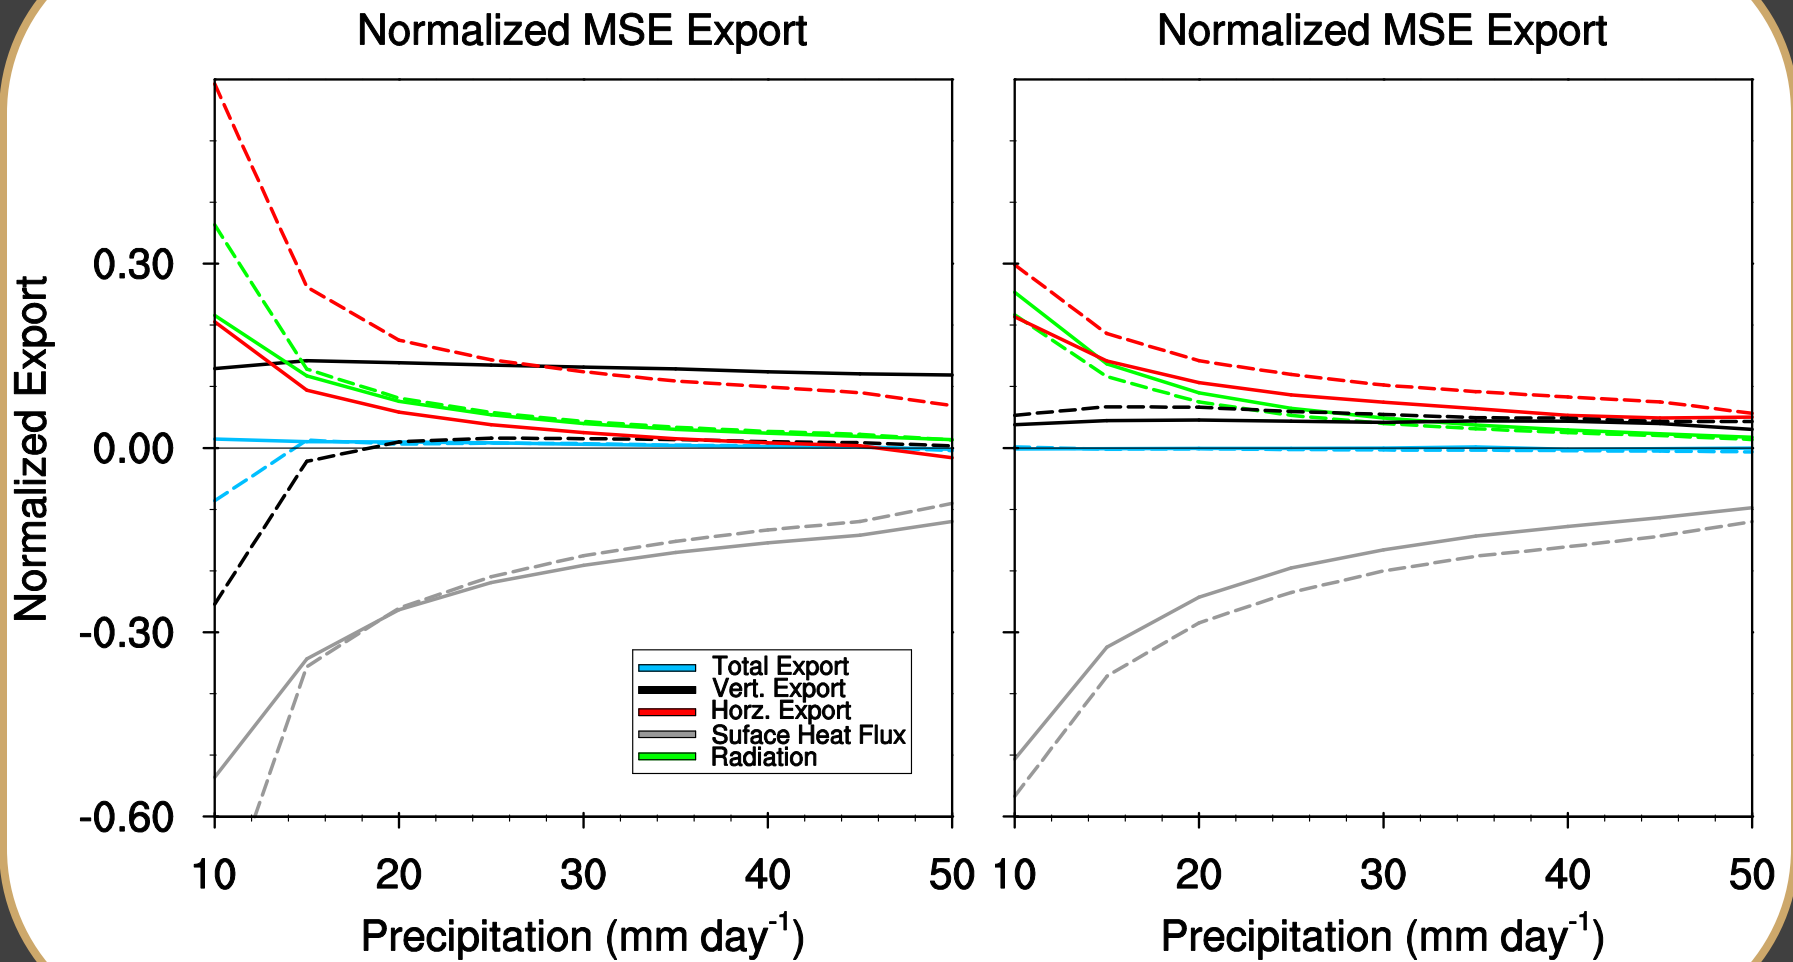 Normalized MSE Export
Normalized MSE Export
Normalized Export
0.30
0.00
-0.30
-0.60
Total Export
Vert. Export
Horz. Export
Suface Heat Flux
Radiation
10 20 30 40 50
10 20 30 40 50
Precipitation (mm day-1)
Precipitation (mm day-1)